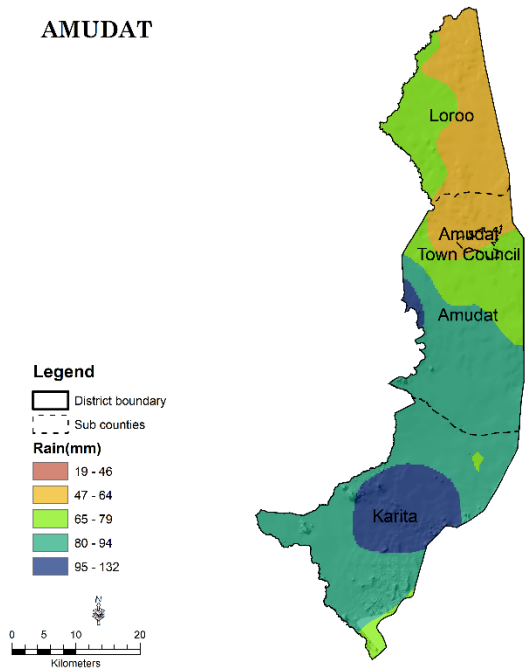 AMUDAT
Loroo
Amudat
Town Council
Amudat
Karita
Legend
District boundary
Sub counties
Rain(mm)
19 - 46
47 - 64
65 - 79
80 - 94
95 - 132
N
0 5 10 20
Kilometers